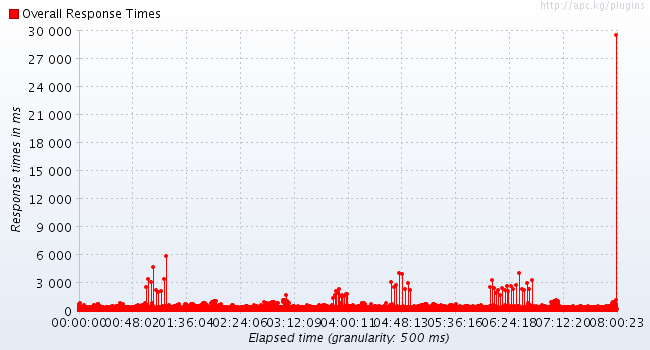 http://apc.kg/plugins
Overall Response Times
30 000
27 000
24 000
21 000
18 000
15 000
12 000
9 000
6 000
3 000
0
Response times in ms
00:00:00 00:48:02 01:36:04 02:24:06 03:12:09 04:00:11 04:48:13 05:36:16 06:24:18 07:12:20 08:00:23
Elapsed time (granularity: 500 ms)